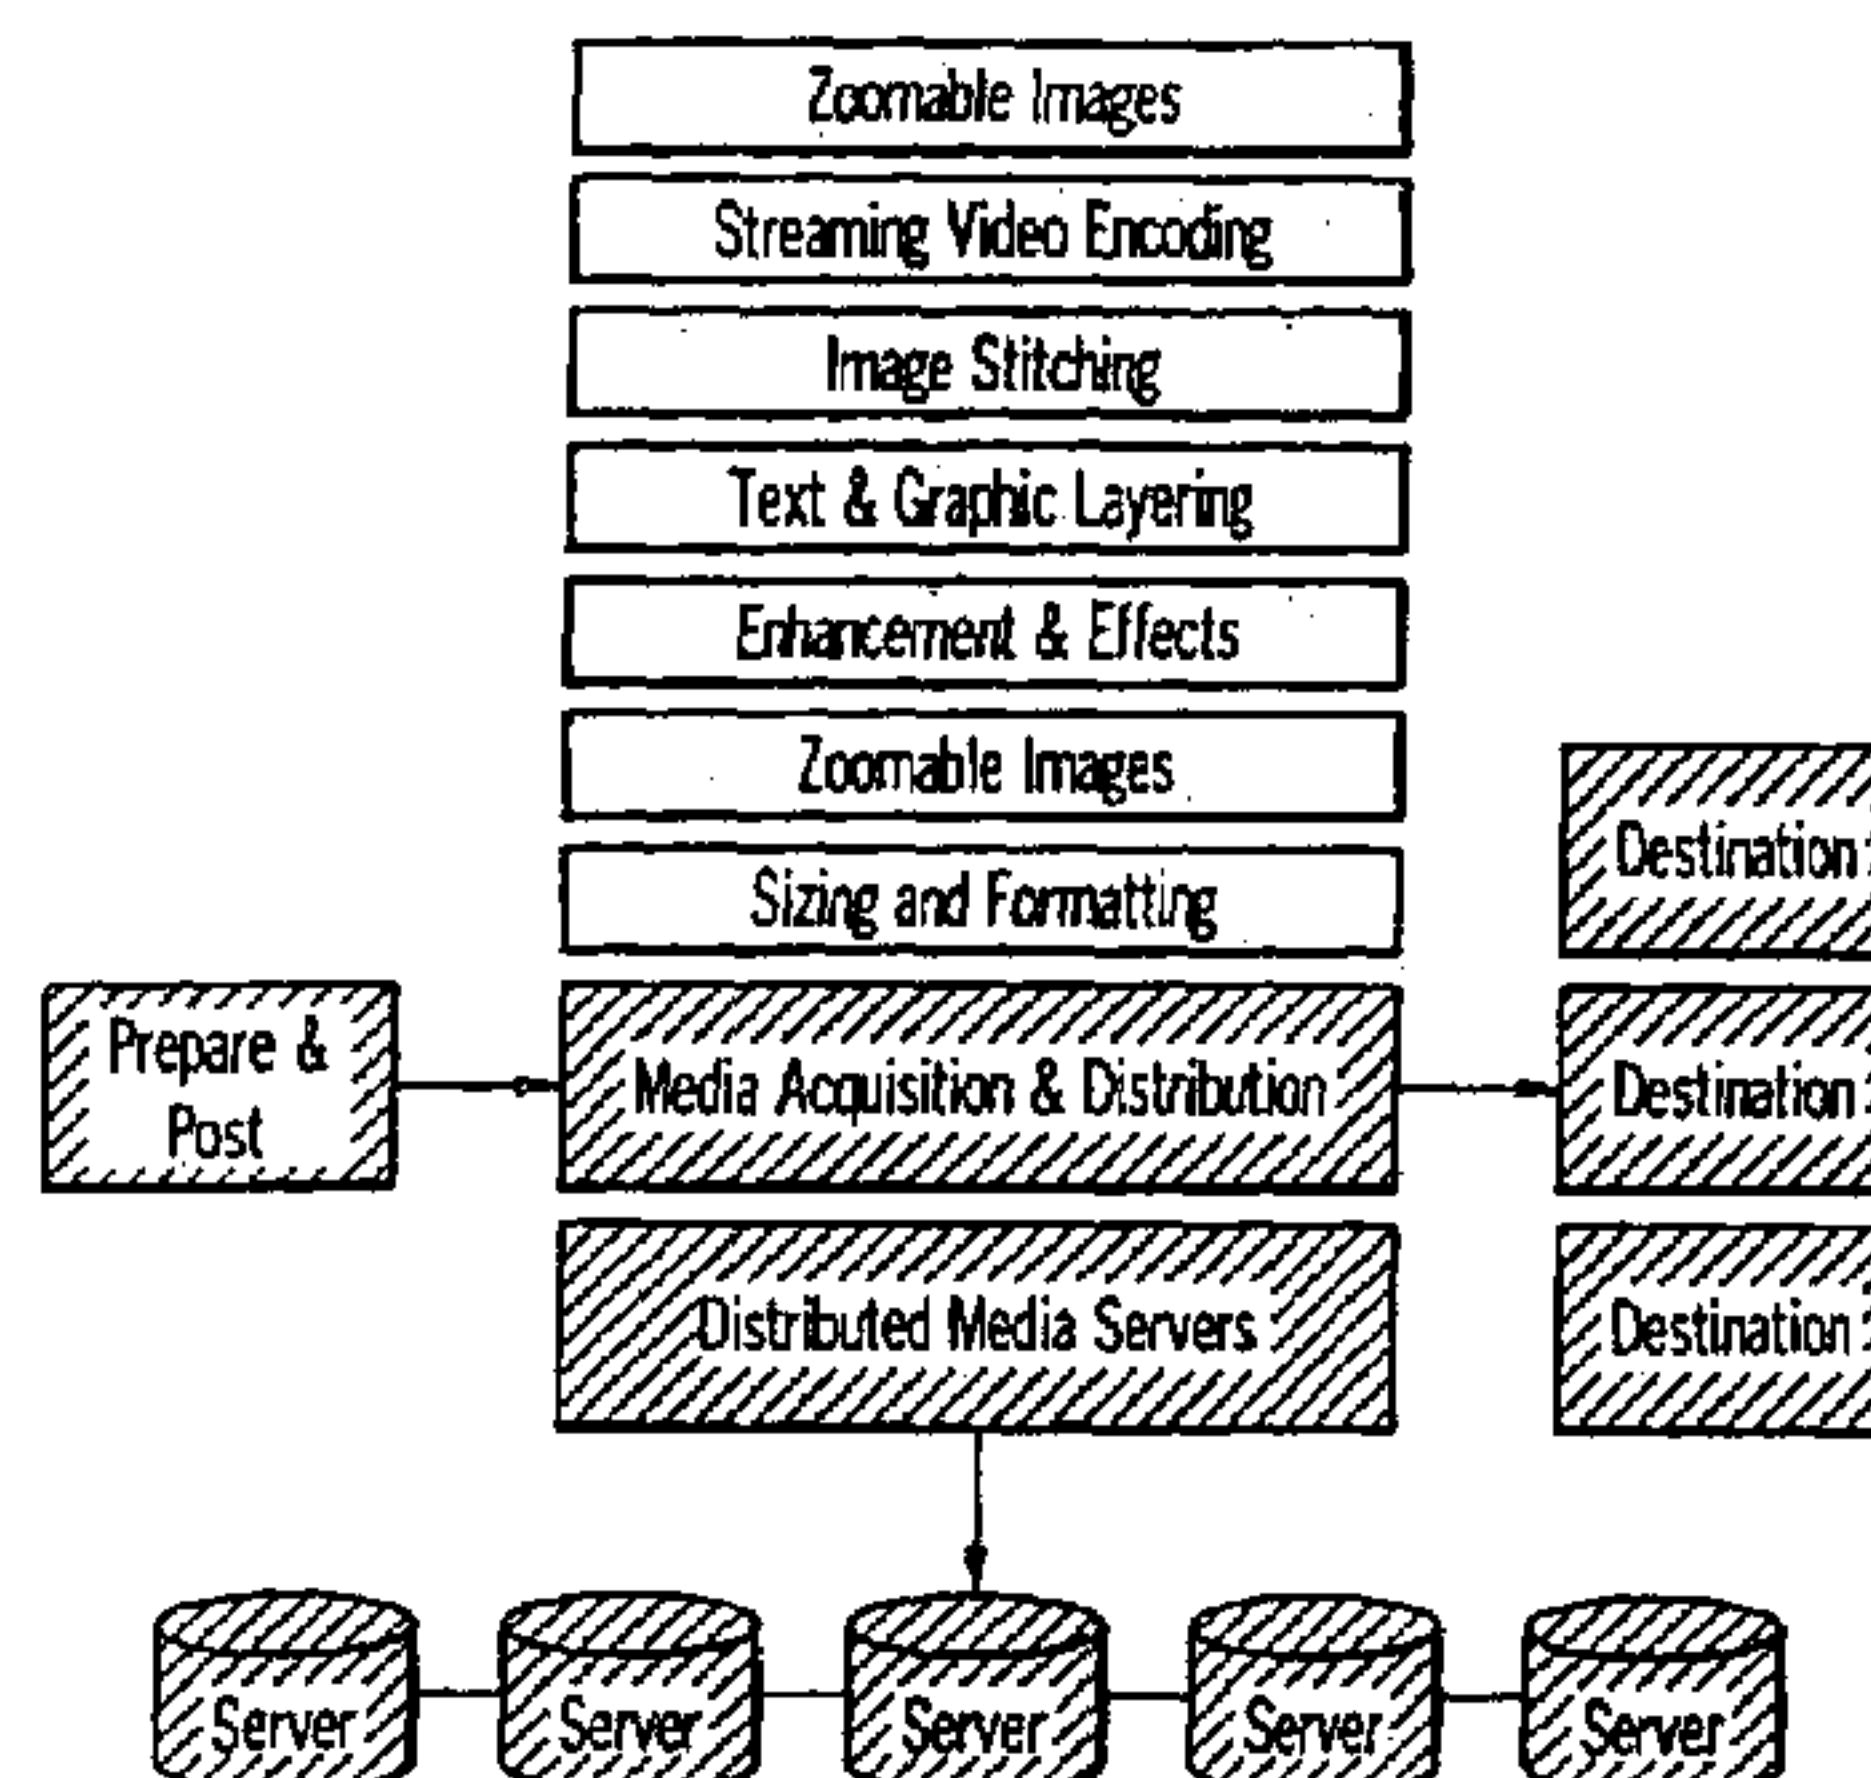 Zoomable Images
Streaming Video Encoding
Image Stitching
Text & Graphic Layering
Enhancement & Effects
Zoomable Images
Sizing and Formatting
Destination
Prepare &
Post
Media Acquisition & Distribution
Destination
Distributed Media Servers
Destination
Server
Server
Server
Server
Server